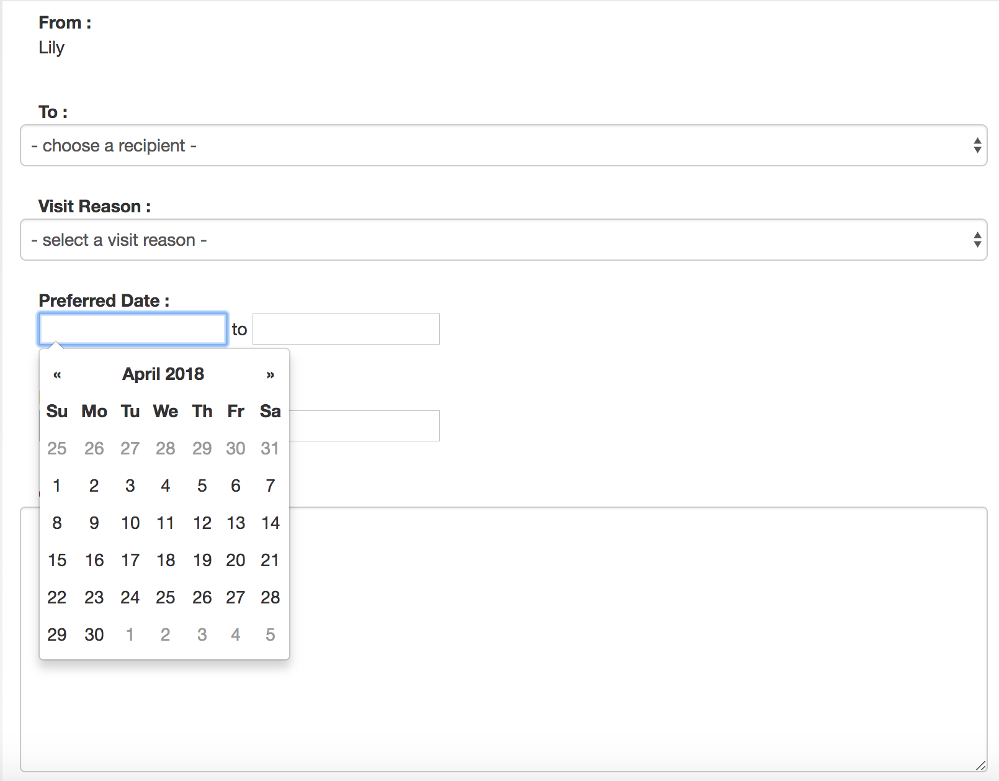 From :
Lily
To :
- choose a recipient -
Visit Reason :
- select a visit reason -
Preferred Date :
to
« April 2018 »
Su Mo Tu We Th Fr Sa
25 26 27 28 29 30 31
1 2 3 4 5 6 7
8 9 10 11 12 13 14
15 16 17 18 19 20 21
22 23 24 25 26 27 28
29 30 1 2 3 4 5